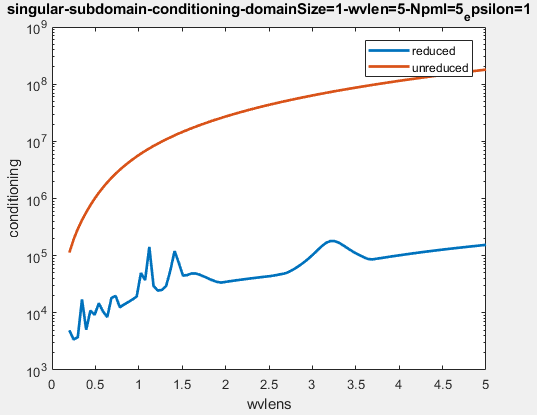 singular-subdomain-conditioning-domainSize=1-wvlen=5-Npml=5_epsilon=1
10^9
reduced
unreduced
10^8
10^7
conditioning
10^6
10^5
10^4
10^3
0 0.5 1 1.5 2 2.5 3 3.5 4 4.5 5
wvlens